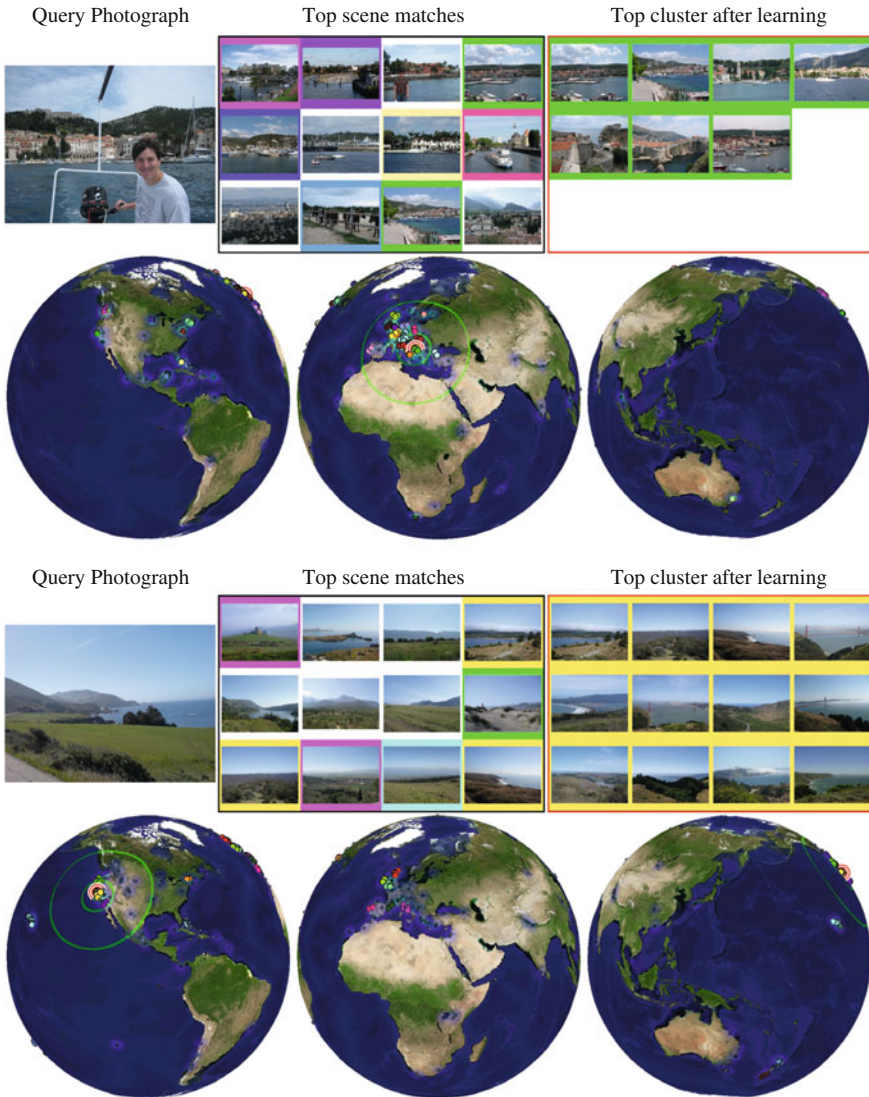 Query Photograph
Top scene matches
Top cluster after learning
Query Photograph
Top scene matches
Top cluster after learning